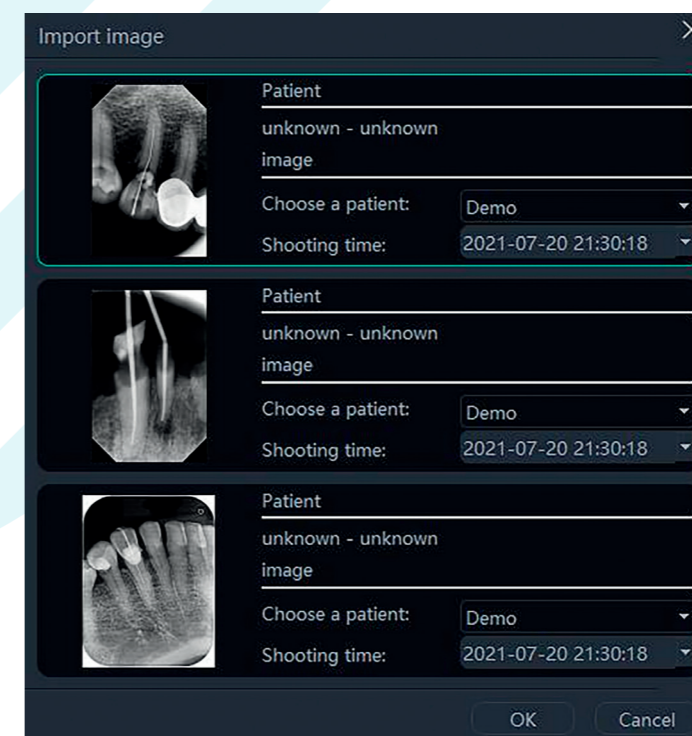 Import image
Patient
unknown - unknown
image
Choose a patient: Demo
Shooting time: 2021-07-20 21:30:18
Patient
unknown - unknown
image
Choose a patient: Demo
Shooting time: 2021-07-20 21:30:18
Patient
unknown - unknown
image
Choose a patient: Demo
Shooting time: 2021-07-20 21:30:18
OK Cancel